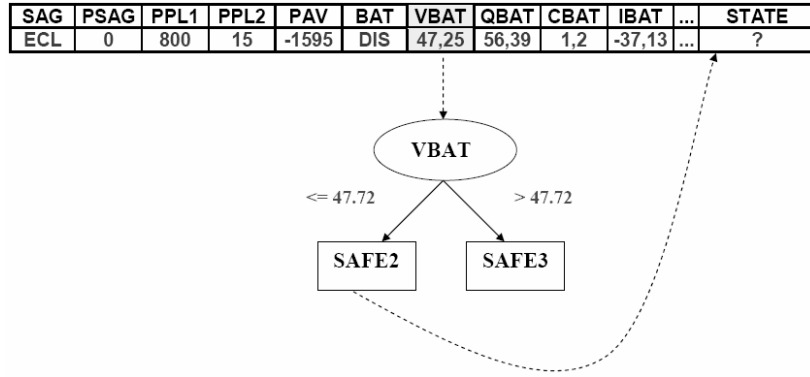 SAG PSAG PPL1 PPL2 PAV BAT VBAT QBAT CBAT IBAT ... STATE
ECL 0 800 15 -1595 DIS 47,25 56,39 1,2 -37,13 ... ?
VBAT
<= 47.72 > 47.72
SAFE2 SAFE3